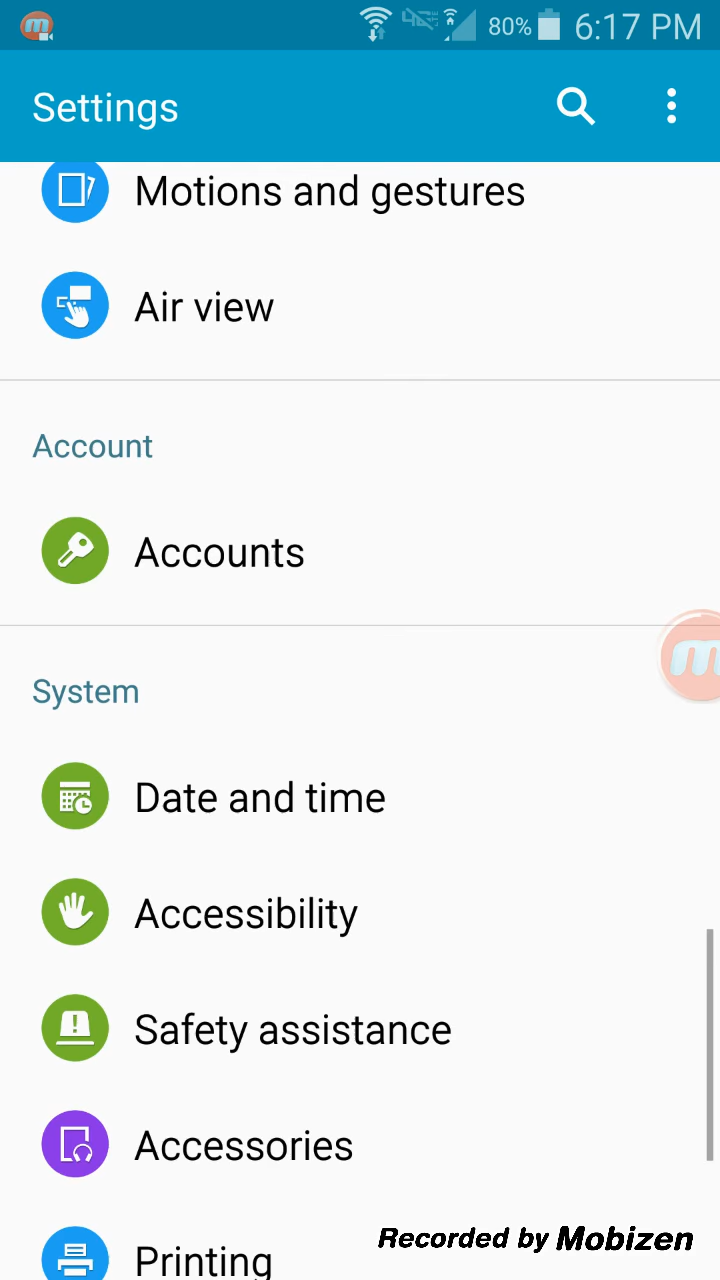 80% 6:17 PM
Settings
Motions and gestures
Air view
Account
Accounts
System
Date and time
Accessibility
Safety assistance
Accessories
Printing
Recorded by Mobizen